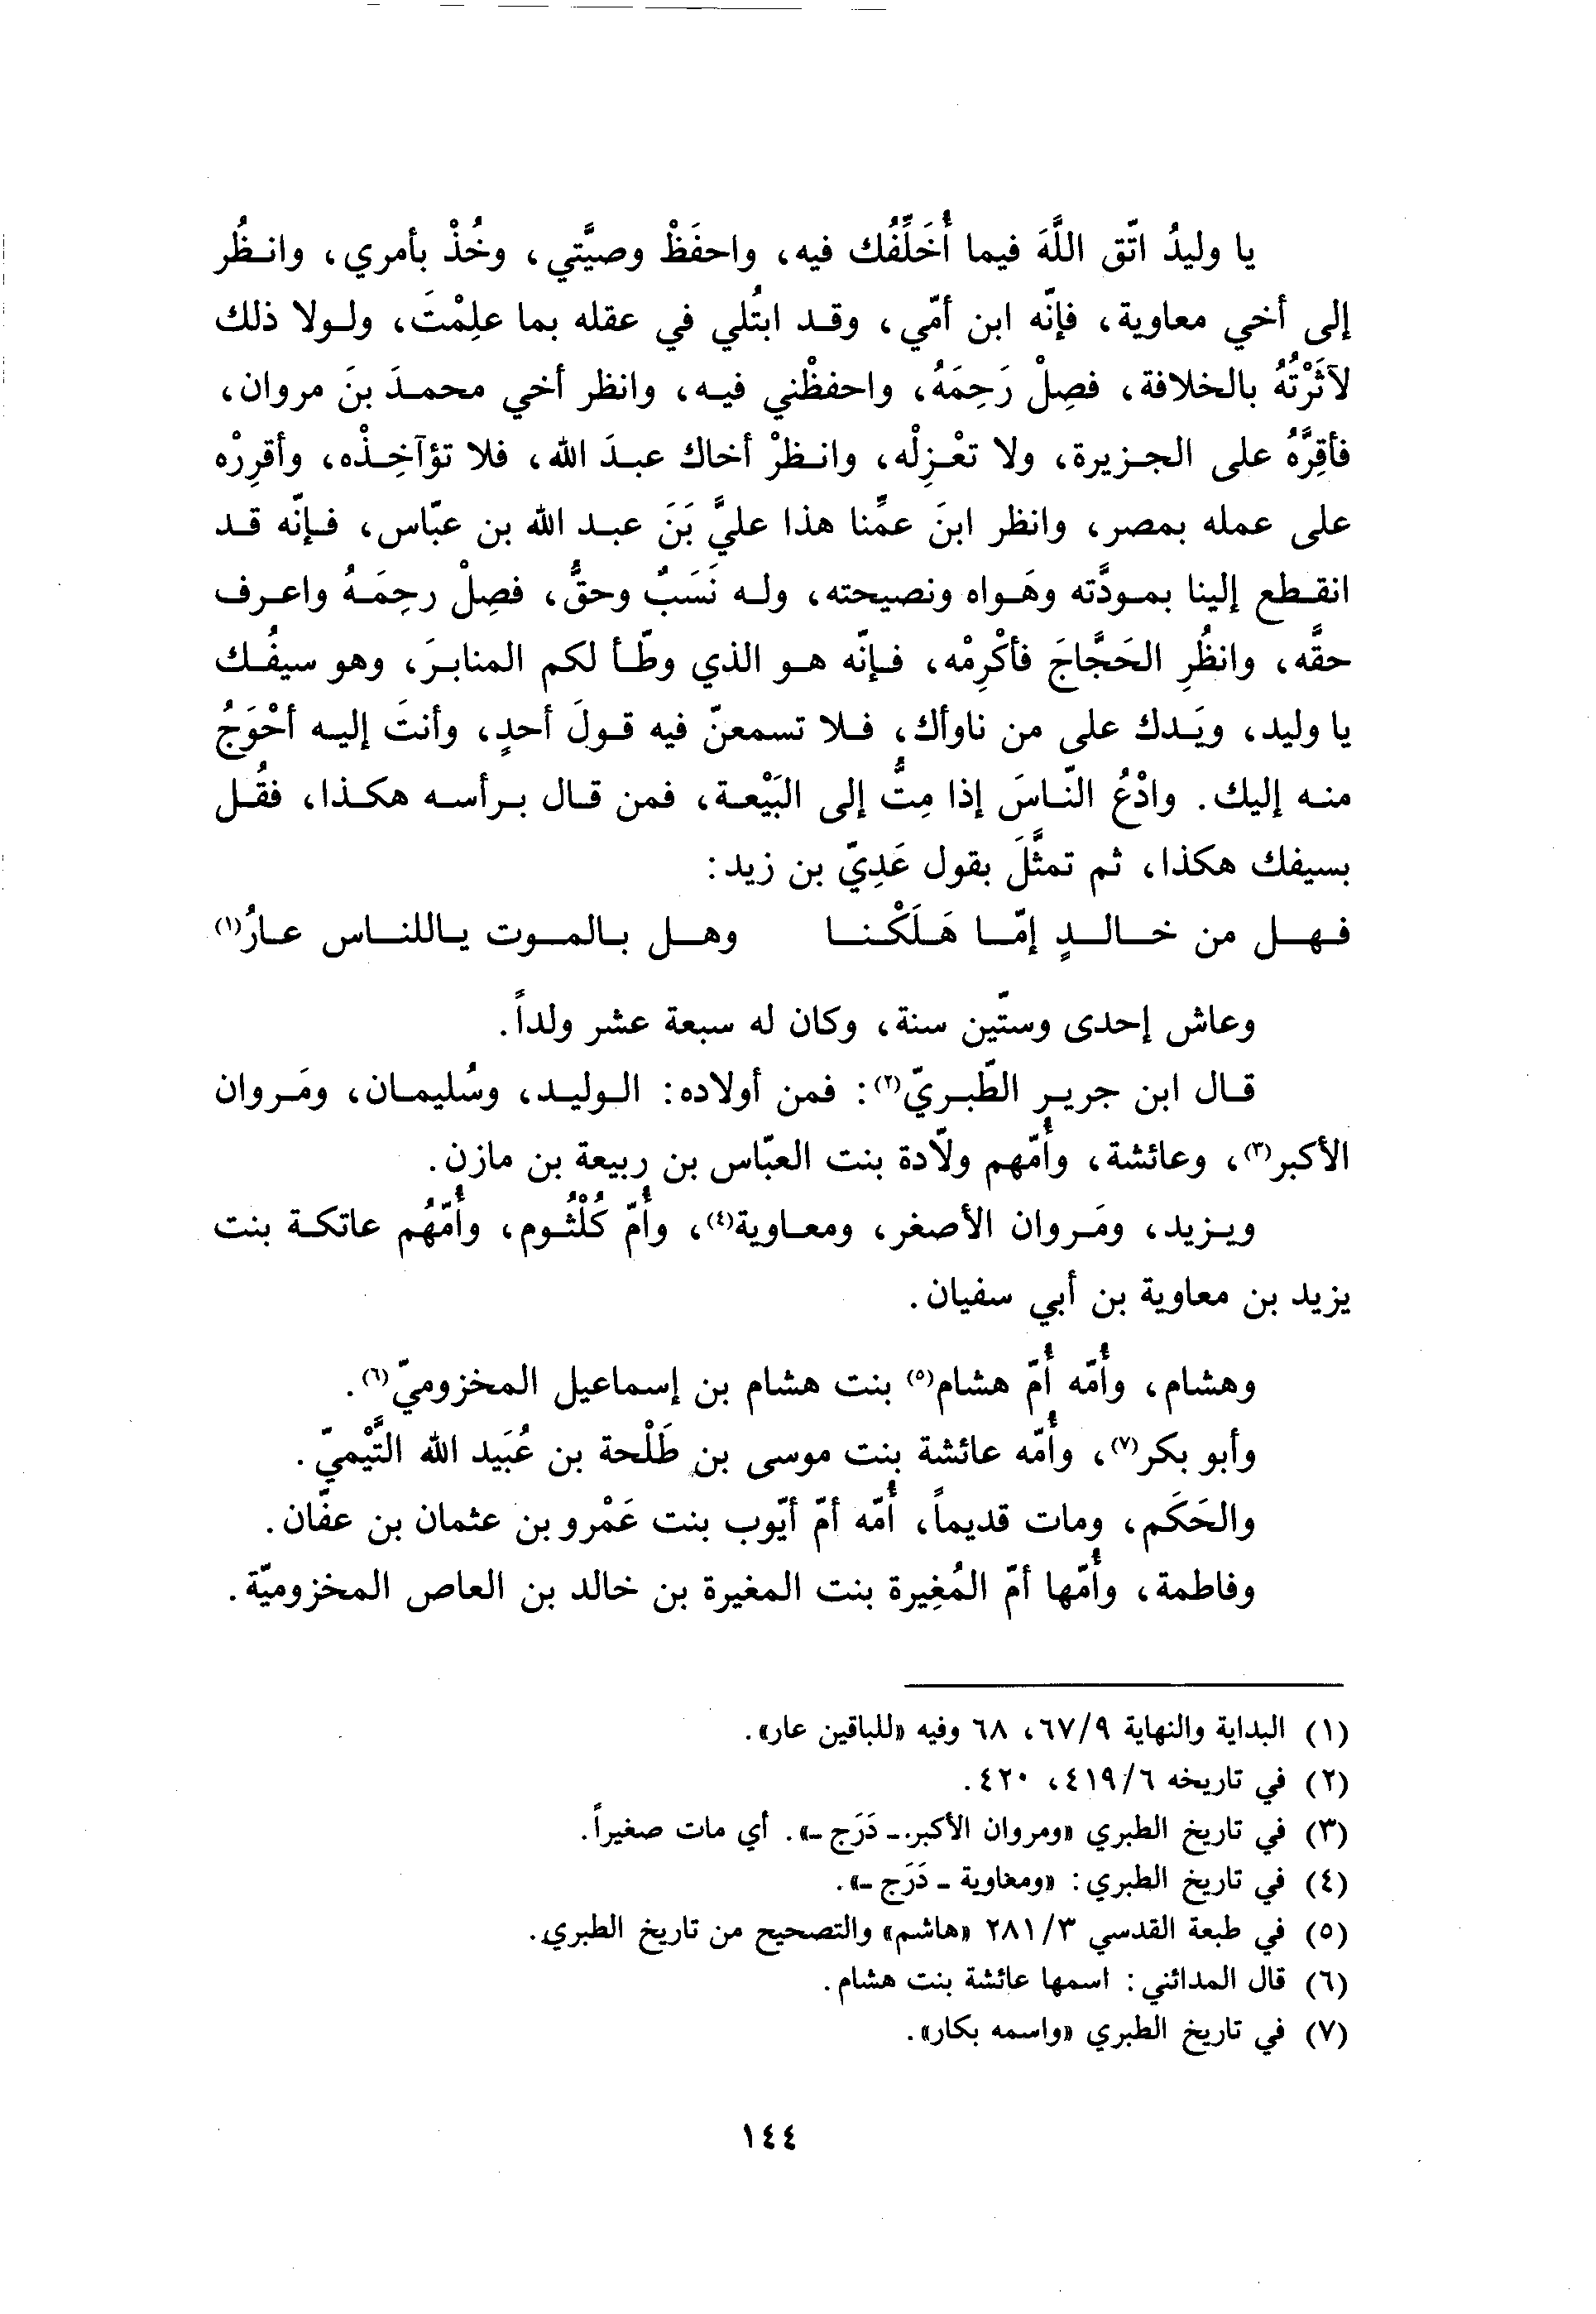 يا وليدُ اتّق اللَّهَ فيما أُخَلِّفُك فيه، واحفَظْ وصيَّتي، وخُذْ بأمري، وانظُر
إلى أخي معاوية، فإنّه ابن أمّي، وقد ابتُلي في عقله بما علِمْتَ، ولولا ذلك
لآثَرْتُهُ بالخلافة، فصِلْ رَحِمَهُ، واحفظْني فيه، وانظر أخي محمدَ بنَ مروان،
فأقِرَّهُ على الجزيرة، ولا تعْزِلْه، وانظرْ أخاك عبدَ الله، فلا تؤآخِذْه، وأقرِرْه
على عمله بمصر، وانظر ابنَ عمِّنا هذا عليَّ بَنَ عبد الله بن عبّاس، فإنّه قد
انقطع إلينا بمودَّته وهَواه ونصيحته، وله نَسَبٌ وحقٌّ، فصِلْ رحِمَهُ واعرف
حقَّه، وانظُرِ الحَجَّاجَ فأكْرِمْه، فإنّه هو الذي وطّأ لكم المنابرَ، وهو سيفُك
يا وليد، ويَدك على من ناوأك، فلا تسمعنّ فيه قولَ أحدٍ، وأنتَ إليه أحْوَجُ
منه إليك. وادْعُ النّاسَ إذا مِتُّ إلى البَيْعة، فمن قال برأسه هكذا، فقُل
بسيفك هكذا، ثم تمثَّلَ بقول عَدِيّ بن زيد:
فهل من خالدٍ إمّا هَلَكْنا وهل بالموت ياللناس عارُ(١)
وعاش إحدى وستّين سنة، وكان له سبعة عشر ولداً.
قال ابن جرير الطّبريّ(٢): فمن أولاده: الوليد، وسُليمان، ومَروان
الأكبر(٣)، وعائشة، وأُمّهم ولّادة بنت العبّاس بن ربيعة بن مازن.
ويزيد، ومَروان الأصغر، ومعاوية(٤)، وأُمّ كُلْثُوم، وأُمّهُم عاتكة بنت
يزيد بن معاوية بن أبي سفيان.
وهشام، وأُمّه أُمّ هشام(٥) بنت هشام بن إسماعيل المخزوميّ(٦).
وأبو بكر(٧)، وأُمّه عائشة بنت موسى بن طَلْحة بن عُبَيد الله التَّيْميّ.
والحَكَم، ومات قديماً، أُمّه أمّ أيّوب بنت عَمْرو بن عثمان بن عفّان.
وفاطمة، وأُمّها أمّ المُغِيرة بنت المغيرة بن خالد بن العاص المخزوميّة.
(١) البداية والنهاية ٦٧/٩، ٦٨ وفيه «للباقين عار».
(٢) في تاريخه ٤١٩/٦، ٤٢٠.
(٣) في تاريخ الطبري «ومروان الأكبر ـ دَرَج ـ». أي مات صغيراً.
(٤) في تاريخ الطبري: «ومعاوية ـ دَرَج ـ».
(٥) في طبعة القدسي ٢٨١/٣ «هاشم» والتصحيح من تاريخ الطبري.
(٦) قال المدائني: اسمها عائشة بنت هشام.
(٧) في تاريخ الطبري «واسمه بكار».
١٤٤